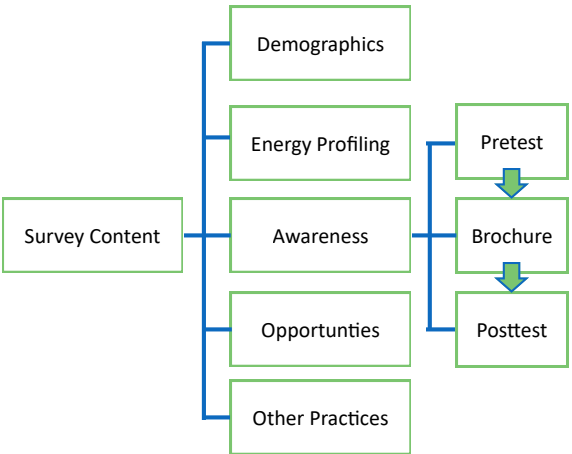 Demographics
Energy Profiling
Pretest
Survey Content
Awareness
Brochure
Opportunties
Posttest
Other Practices